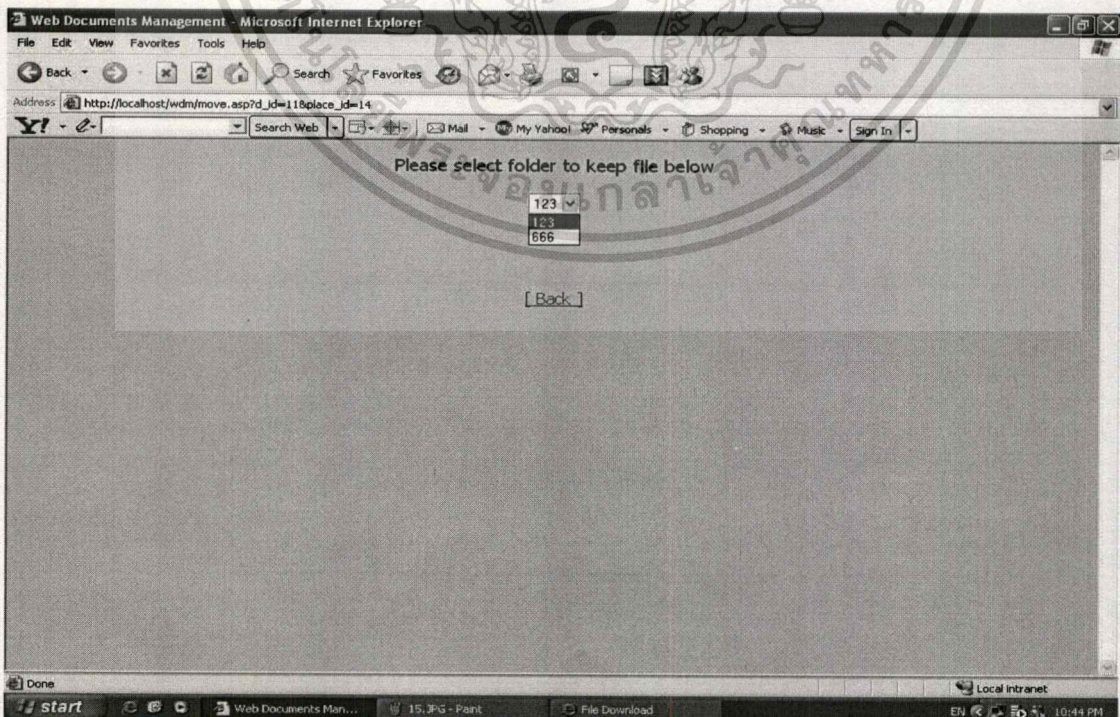 Web Documents Management - Microsoft Internet Explorer
File Edit View Favorites Tools Help
Back Search Favorites
Address http://localhost/wdm/move.asp?d_id=11&place_id=14
Y! Search Web Mail My Yahoo! Personals Shopping Music Sign In
Please select folder to keep file below
123
123
666
[ Back ]
Done Local intranet
start Web Documents Man... 15.JPG - Paint File Download EN 10:44 PM